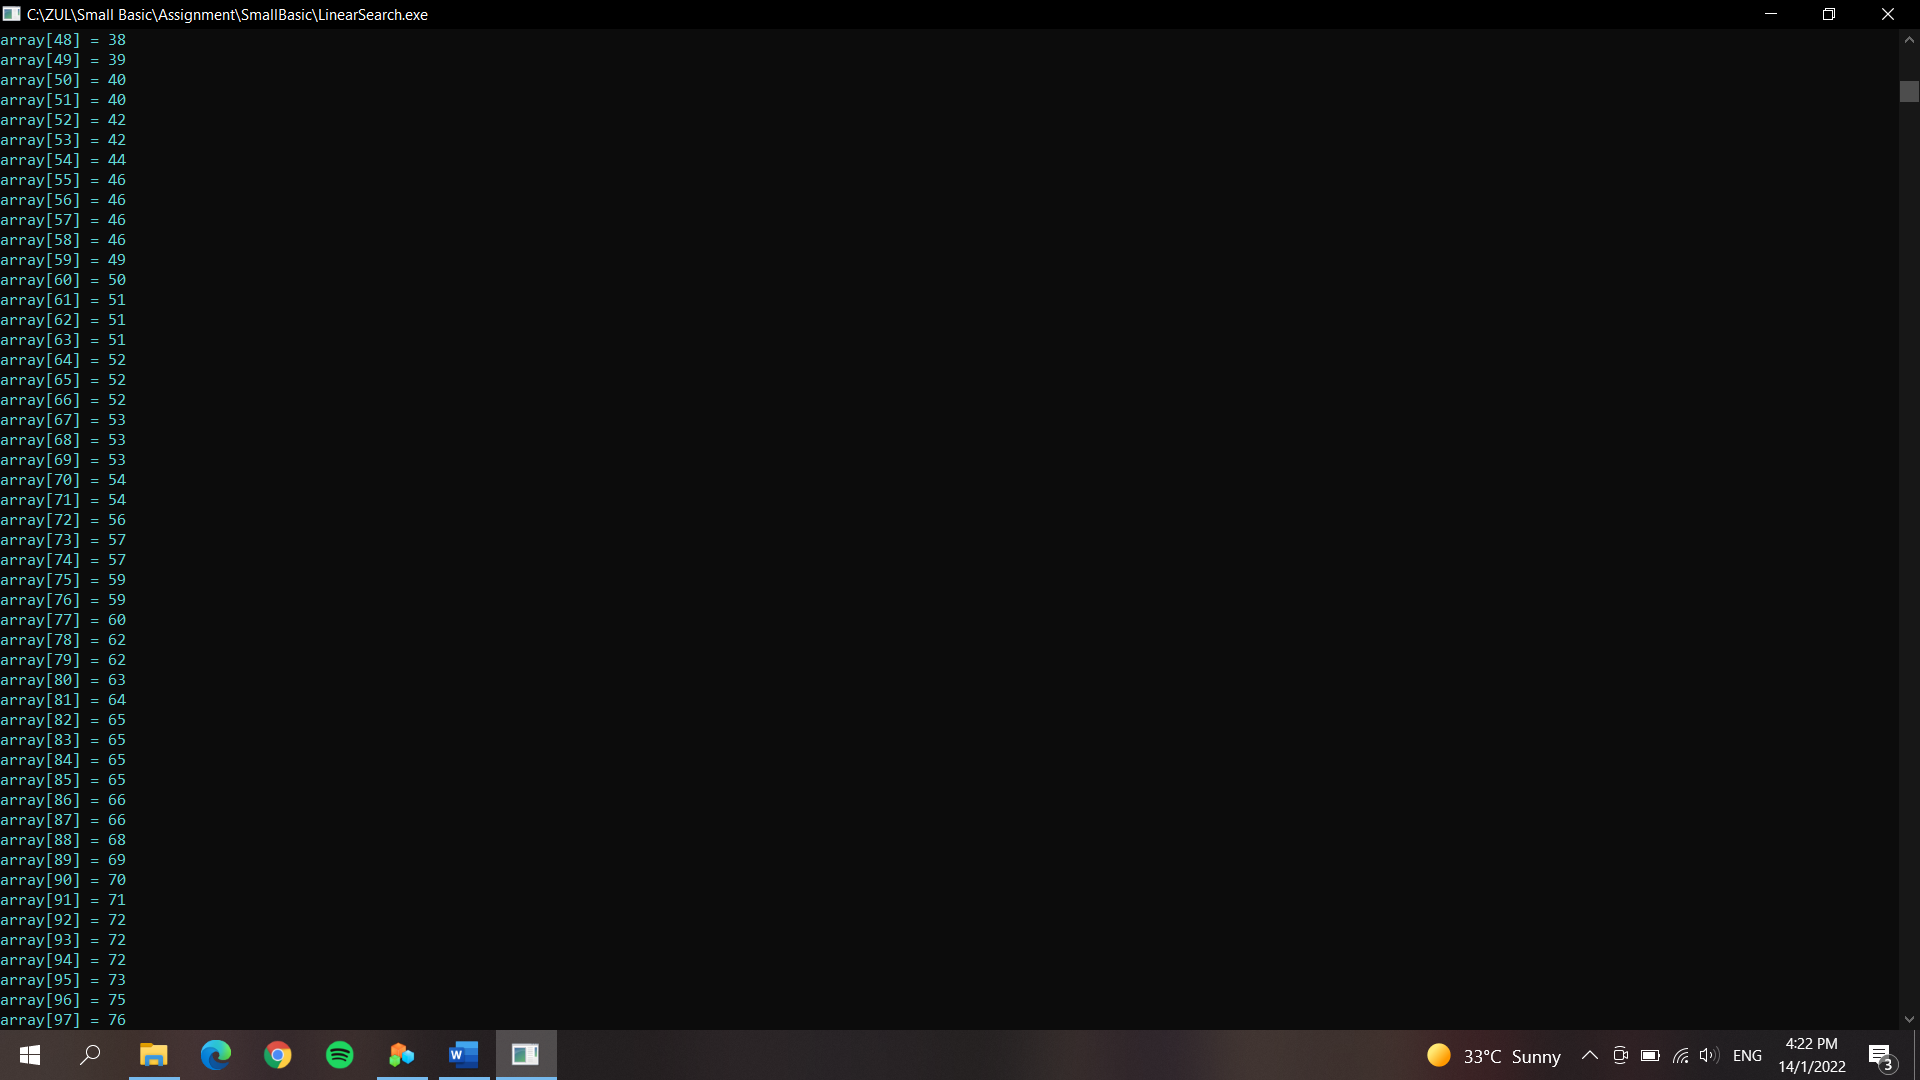 C:\ZUL\Small Basic\Assignment\SmallBasic\LinearSearch.exe
array[48] = 38
array[49] = 39
array[50] = 40
array[51] = 40
array[52] = 42
array[53] = 42
array[54] = 44
array[55] = 46
array[56] = 46
array[57] = 46
array[58] = 46
array[59] = 49
array[60] = 50
array[61] = 51
array[62] = 51
array[63] = 51
array[64] = 52
array[65] = 52
array[66] = 52
array[67] = 53
array[68] = 53
array[69] = 53
array[70] = 54
array[71] = 54
array[72] = 56
array[73] = 57
array[74] = 57
array[75] = 59
array[76] = 59
array[77] = 60
array[78] = 62
array[79] = 62
array[80] = 63
array[81] = 64
array[82] = 65
array[83] = 65
array[84] = 65
array[85] = 65
array[86] = 66
array[87] = 66
array[88] = 68
array[89] = 69
array[90] = 70
array[91] = 71
array[92] = 72
array[93] = 72
array[94] = 72
array[95] = 73
array[96] = 75
array[97] = 76
W
33°C Sunny
ENG
4:22 PM
14/1/2022
3